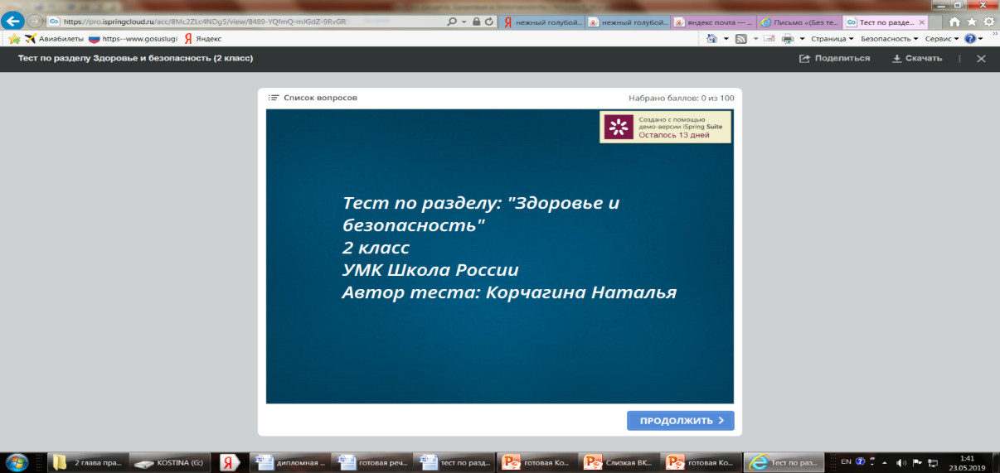 https://pro.ispringcloud.ru/acc/8Mc2ZLc4NDg5/view/8489-YQfmQ-mJGdZ-9RvGR
нежный голубой...
нежный голубой...
яндекс почта —...
Письмо «(Без те...
Тест по разде...
Авиабилеты
https--www.gosuslugi
Яндекс
Страница
Безопасность
Сервис
Тест по разделу Здоровье и безопасность (2 класс)
Поделиться
Скачать
Список вопросов
Набрано баллов: 0 из 100
Создано с помощью
демо-версии iSpring Suite
Осталось 13 дней
Тест по разделу: "Здоровье и
безопасность"
2 класс
УМК Школа России
Автор теста: Корчагина Наталья
ПРОДОЛЖИТЬ
2 глава пра...
KOSTINA (G:)
дипломная ...
готовая реч...
тест по разд...
готовая Ко...
Слизкая ВК...
готовая Ко...
Тест по раз...
EN
1:41
23.05.2019